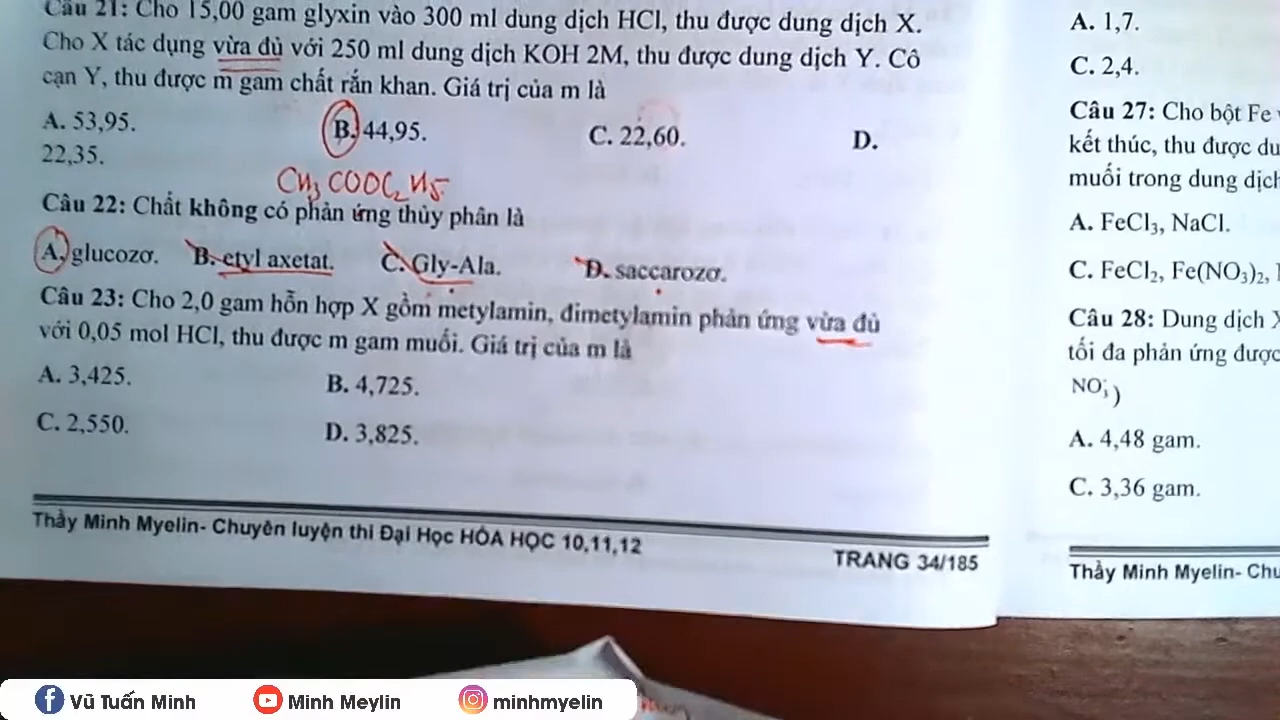 Câu 21: Cho 15,00 gam glyxin vào 300 ml dung dịch HCl, thu được dung dịch X.
Cho X tác dụng vừa đủ với 250 ml dung dịch KOH 2M, thu được dung dịch Y. Cô
cạn Y, thu được m gam chất rắn khan. Giá trị của m là
A. 53,95. B. 44,95. C. 22,60. D.
22,35.
CH3COOC2H5
Câu 22: Chất không có phản ứng thủy phân là
A. glucozơ. B. etyl axetat. C. Gly-Ala. D. saccarozơ.
Câu 23: Cho 2,0 gam hỗn hợp X gồm metylamin, đimetylamin phản ứng vừa đủ
với 0,05 mol HCl, thu được m gam muối. Giá trị của m là
A. 3,425. B. 4,725.
C. 2,550. D. 3,825.
Thầy Minh Myelin- Chuyên luyện thi Đại Học HÓA HỌC 10,11,12
TRANG 34/185
A. 1,7.
C. 2,4.
Câu 27: Cho bột Fe
kết thúc, thu được du
muối trong dung dịch
A. FeCl3, NaCl.
C. FeCl2, Fe(NO3)2,
Câu 28: Dung dịch X
tối đa phản ứng được
NO3-)
A. 4,48 gam.
C. 3,36 gam.
Thầy Minh Myelin- Chu
Vũ Tuấn Minh Minh Meylin minhmyelin